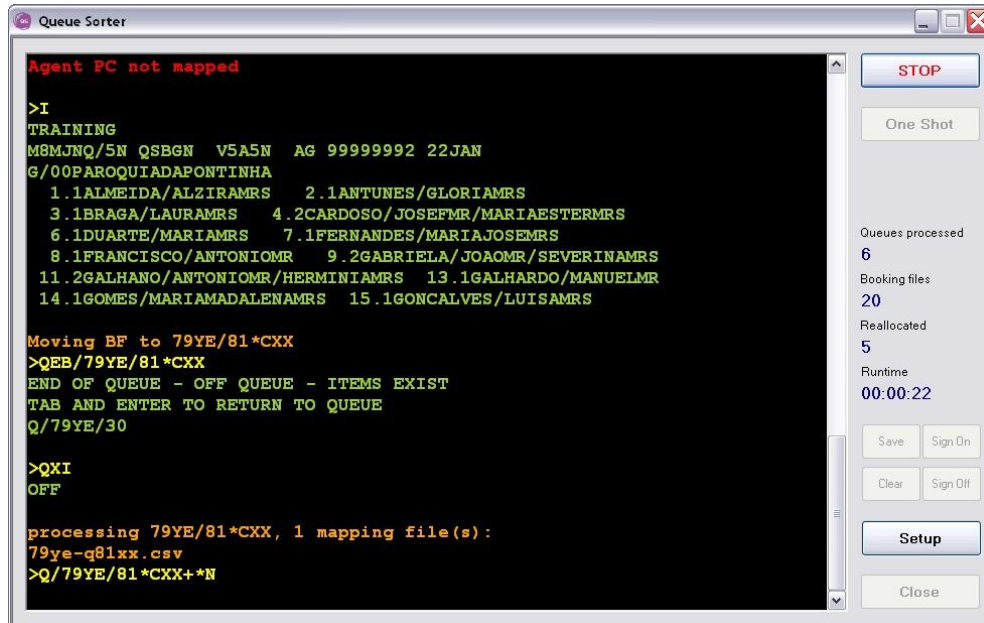 Queue Sorter
Agent PC not mapped
>I
TRAINING
M8MJNQ/5N QSBGN  V5A5N  AG 99999992 22JAN
G/00PAROQUIADAPONTINHA
1.1ALMEIDA/ALZIRAMRS   2.1ANTUNES/GLORIAMRS
3.1BRAGA/LAURAMRS   4.2CARDOSO/JOSEFMR/MARIAESTERMRS
6.1DUARTE/MARIAMRS   7.1FERNANDES/MARIAJOSEMRS
8.1FRANCISCO/ANTONIOMR   9.2GABRIELA/JOAOMR/SEVERINAMRS
11.2GALHANO/ANTONIOMR/HERMINIAMRS  13.1GALHARDO/MANUELMR
14.1GOMES/MARIAMADALENAMRS  15.1GONCALVES/LUISAMRS
Moving BF to 79YE/81*CXX
>QEB/79YE/81*CXX
END OF QUEUE - OFF QUEUE - ITEMS EXIST
TAB AND ENTER TO RETURN TO QUEUE
Q/79YE/30
>QXI
OFF
processing 79YE/81*CXX, 1 mapping file(s):
79ye-q81xx.csv
>Q/79YE/81*CXX+*N
STOP
One Shot
Queues processed
6
Booking files
20
Reallocated
5
Runtime
00:00:22
Save
Sign On
Clear
Sign Off
Setup
Close